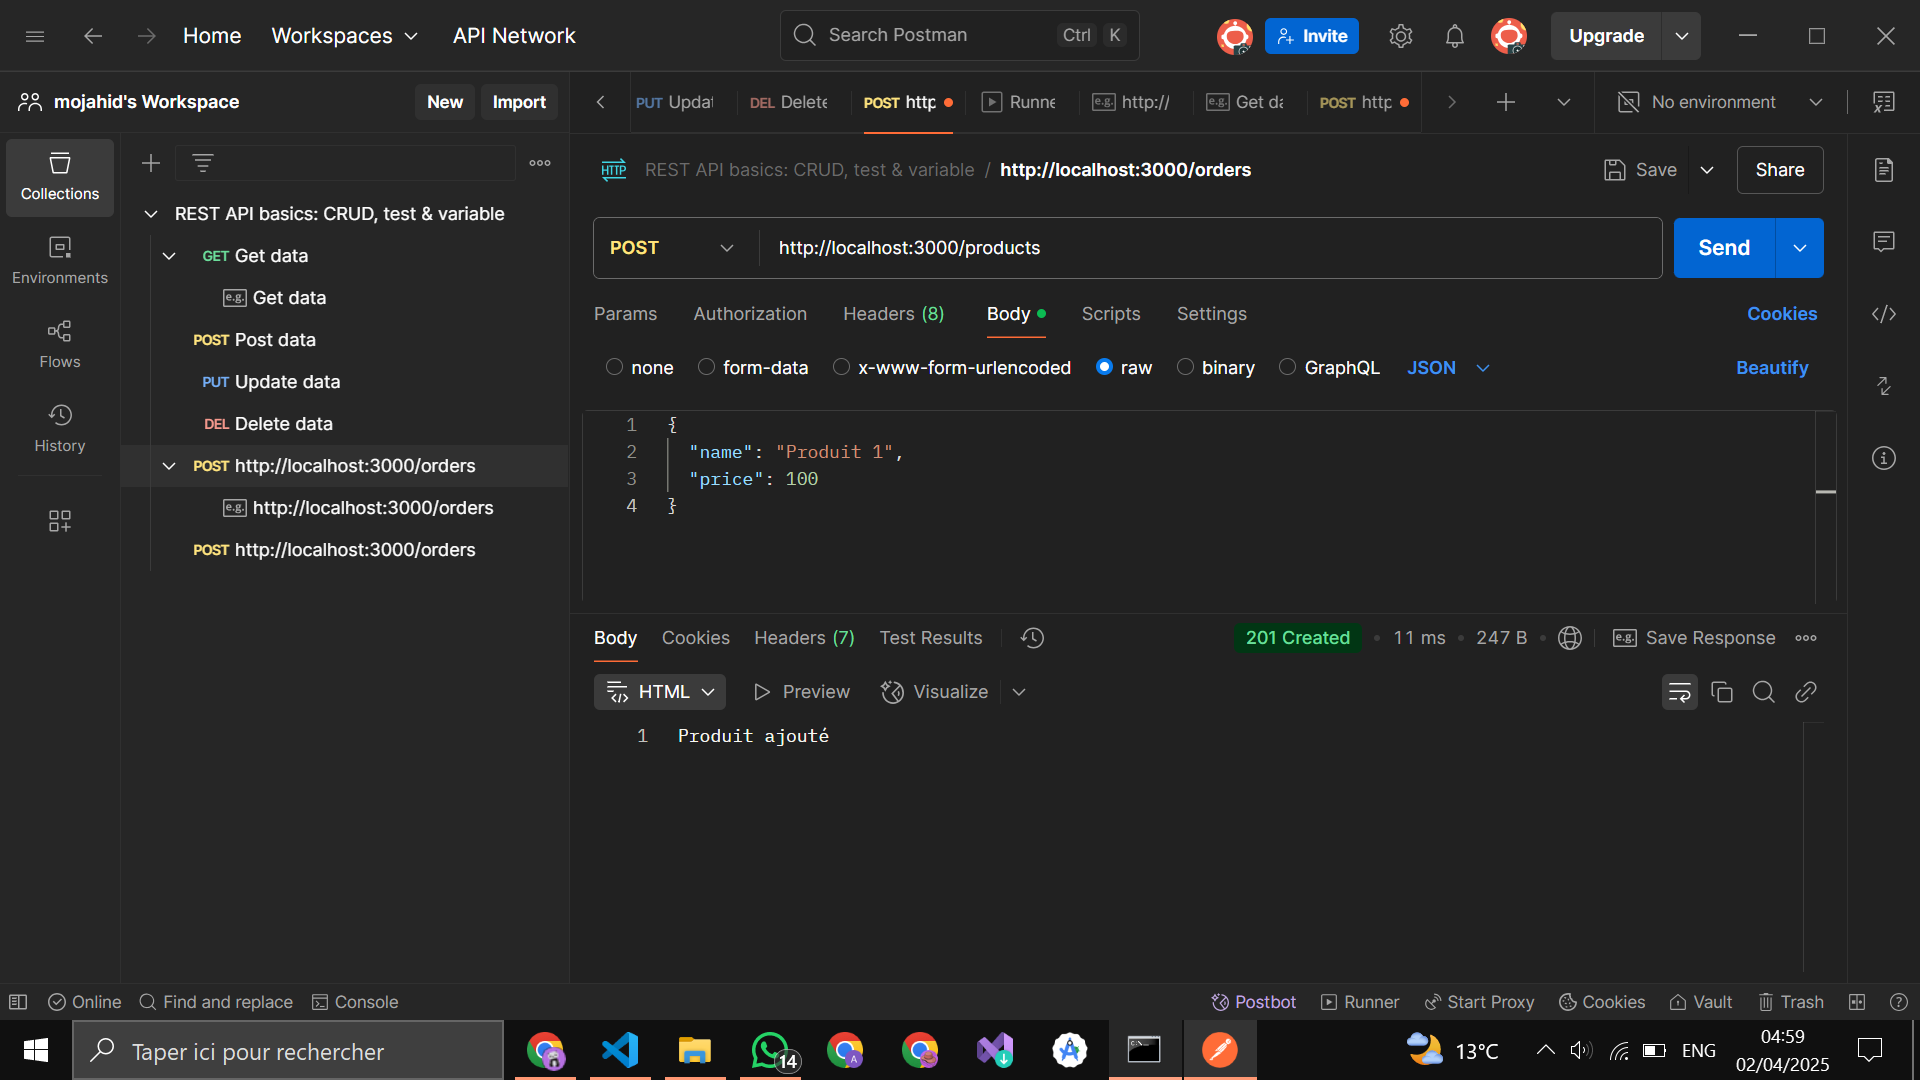 Home Workspaces API Network Search Postman Ctrl K Invite Upgrade
mojahid's Workspace New Import PUT Updat DEL Delete POST http Runne e.g. http:// e.g. Get da POST http No environment
Collections
Environments
Flows
History
REST API basics: CRUD, test & variable
GET Get data
e.g. Get data
POST Post data
PUT Update data
DEL Delete data
POST http://localhost:3000/orders
e.g. http://localhost:3000/orders
POST http://localhost:3000/orders
HTTP REST API basics: CRUD, test & variable / http://localhost:3000/orders Save Share
POST http://localhost:3000/products Send
Params Authorization Headers (8) Body Scripts Settings Cookies
none form-data x-www-form-urlencoded raw binary GraphQL JSON Beautify
1 {
2 "name": "Produit 1",
3 "price": 100
4 }
Body Cookies Headers (7) Test Results 201 Created • 11 ms • 247 B • e.g. Save Response
HTML Preview Visualize
1 Produit ajouté
Online Find and replace Console Postbot Runner Start Proxy Cookies Vault Trash
Taper ici pour rechercher A 14 A 13°C ENG 04:59
02/04/2025